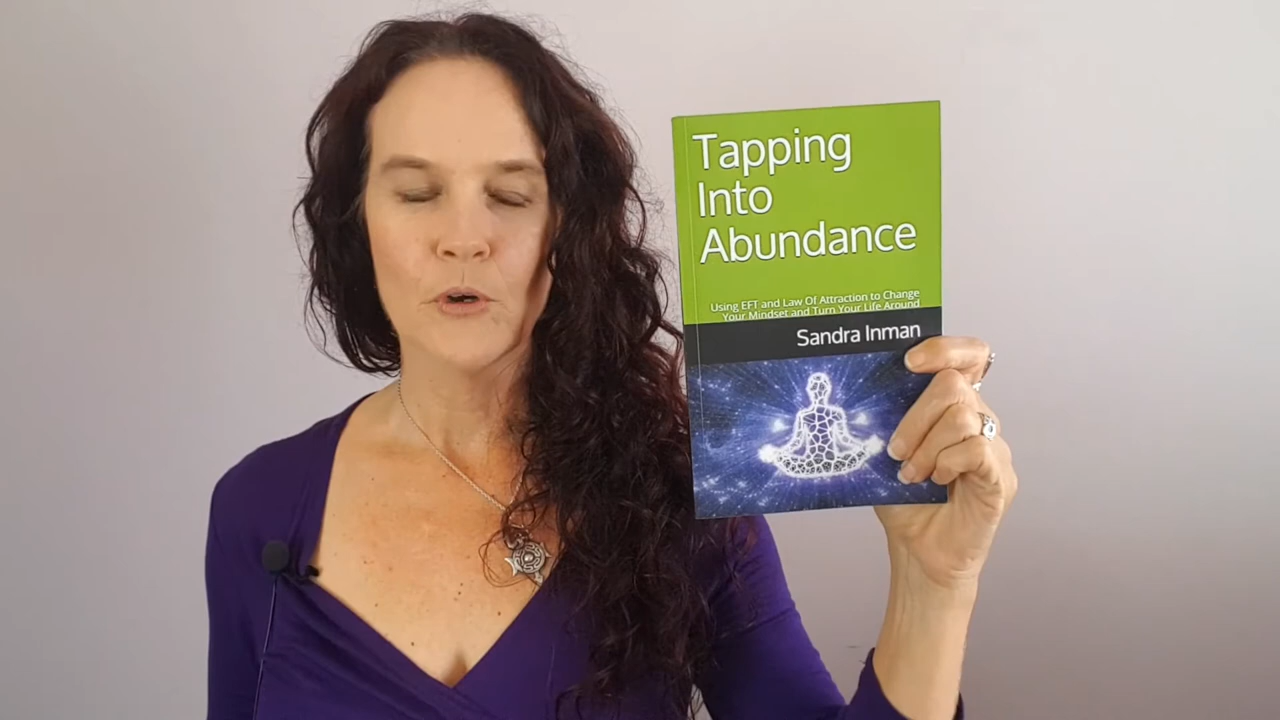 Tapping
Into
Abundance
Using EFT and Law Of Attraction to Change
Your Mindset and Turn Your Life Around
Sandra Inman